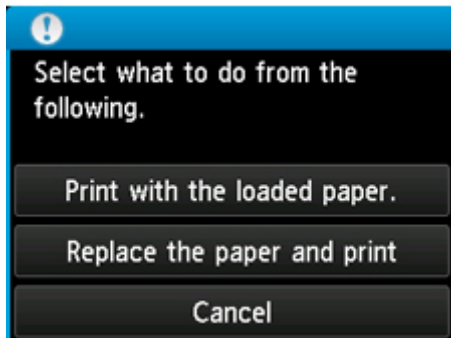 Select what to do from the
following.
Print with the loaded paper.
Replace the paper and print
Cancel